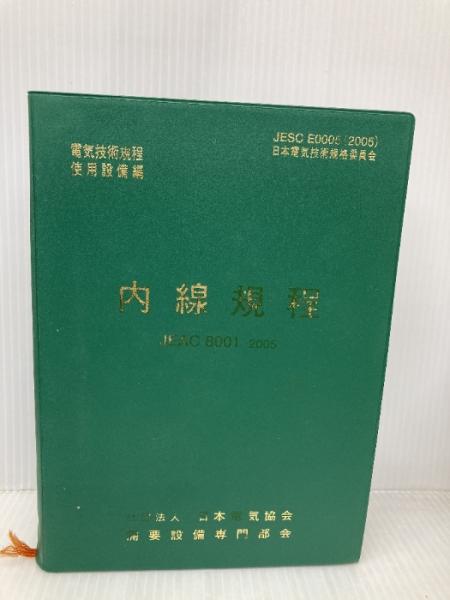 電気技術規程
使用設備編
JESC E0005 (2005)
日本電気技術規格委員会
内線規程
JEAC 8001 2005
社団法人 日本電気協会
需要設備専門部会